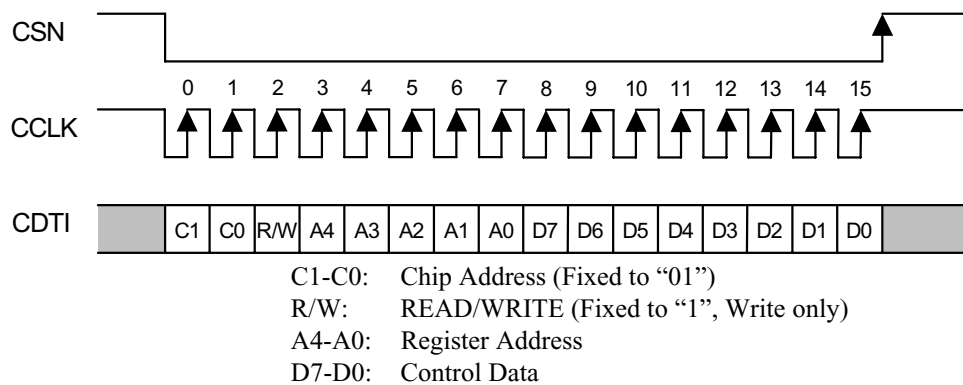 CSN
0 1 2 3 4 5 6 7 8 9 10 11 12 13 14 15
CCLK
CDTI C1 C0 R/W A4 A3 A2 A1 A0 D7 D6 D5 D4 D3 D2 D1 D0
C1-C0: Chip Address (Fixed to “01”)
R/W: READ/WRITE (Fixed to “1”, Write only)
A4-A0: Register Address
D7-D0: Control Data